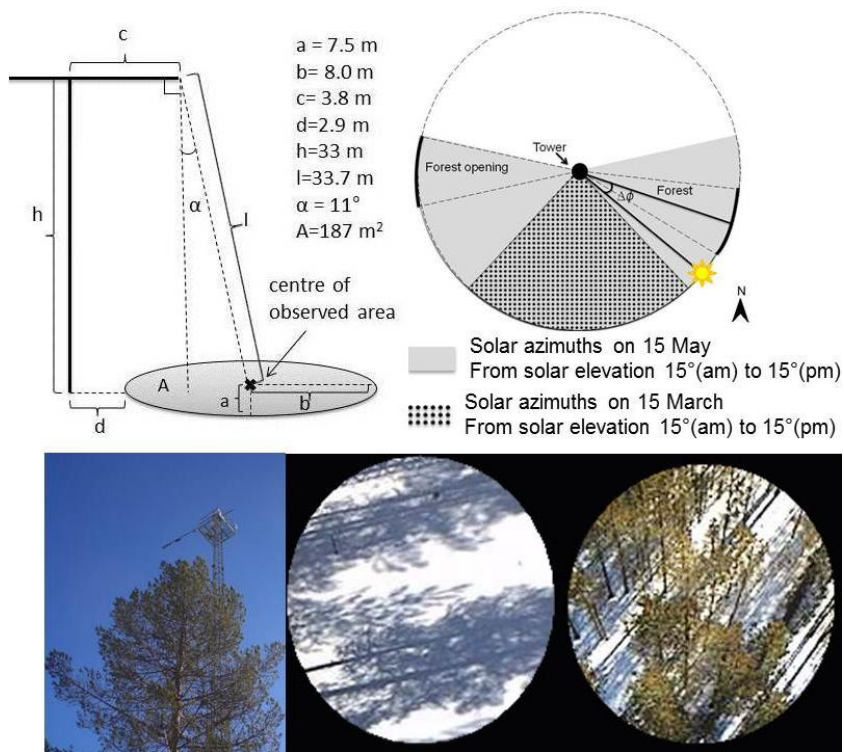 c
a = 7.5 m
b= 8.0 m
c= 3.8 m
d=2.9 m
h=33 m
l=33.7 m
α = 11°
A=187 m²
h
α
l
centre of
observed area
A
a
b
d
Tower
Forest opening
Forest
Δϕ
N
Solar azimuths on 15 May
From solar elevation 15°(am) to 15°(pm)
Solar azimuths on 15 March
From solar elevation 15°(am) to 15°(pm)